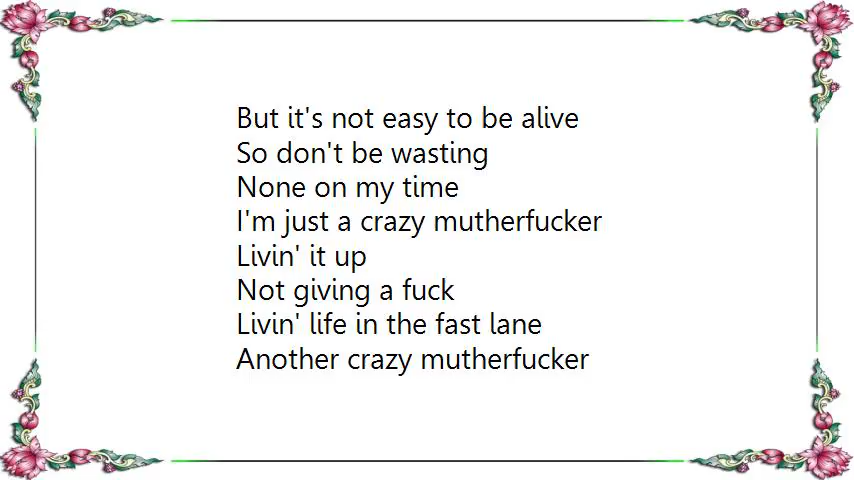 But it's not easy to be alive
So don't be wasting
None on my time
I'm just a crazy mutherfucker
Livin' it up
Not giving a fuck
Livin' life in the fast lane
Another crazy mutherfucker